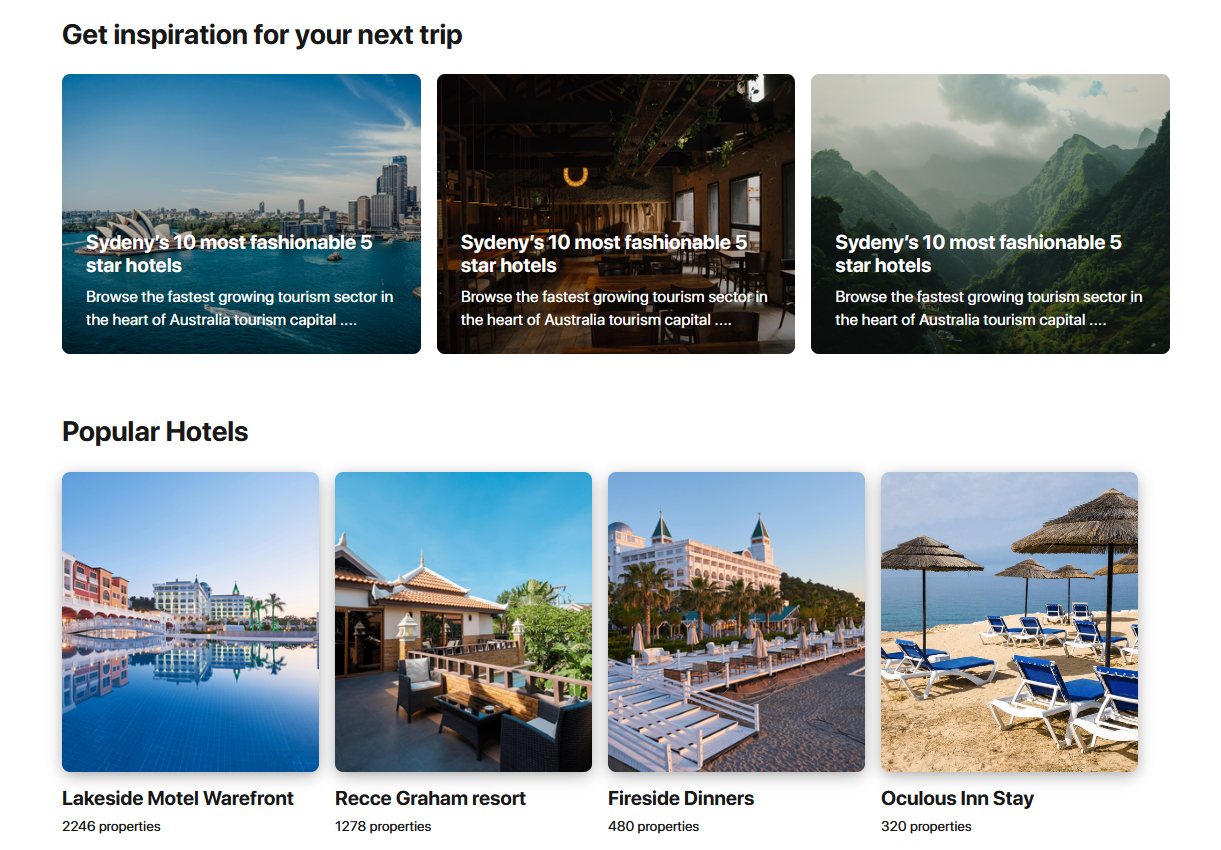 Get inspiration for your next trip
Sydeny's 10 most fashionable 5
star hotels
Browse the fastest growing tourism sector in
the heart of Australia tourism capital ....
Sydeny's 10 most fashionable 5
star hotels
Browse the fastest growing tourism sector in
the heart of Australia tourism capital ....
Sydeny's 10 most fashionable 5
star hotels
Browse the fastest growing tourism sector in
the heart of Australia tourism capital ....
Popular Hotels
Lakeside Motel Warefront
2246 properties
Recce Graham resort
1278 properties
Fireside Dinners
480 properties
Oculous Inn Stay
320 properties